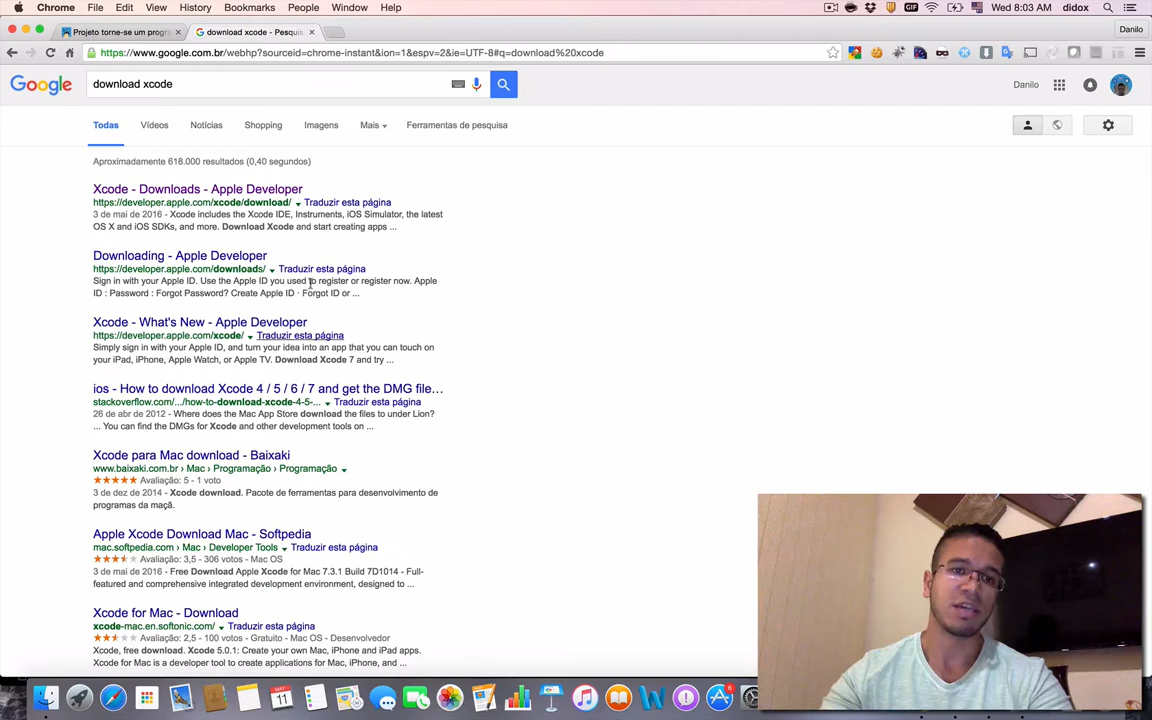 Chrome File Edit View History Bookmarks People Window Help GIF Wed 8:03 AM didox
Projeto torne-se um progra download xcode - Pesquis Danilo
https://www.google.com.br/webhp?sourceid=chrome-instant&ion=1&espv=2&ie=UTF-8#q=download%20xcode
Google download xcode Danilo
Todas Vídeos Notícias Shopping Imagens Mais Ferramentas de pesquisa
Aproximadamente 618.000 resultados (0,40 segundos)
Xcode - Downloads - Apple Developer
https://developer.apple.com/xcode/download/ Traduzir esta página
3 de mai de 2016 - Xcode includes the Xcode IDE, Instruments, iOS Simulator, the latest
OS X and iOS SDKs, and more. Download Xcode and start creating apps ...
Downloading - Apple Developer
https://developer.apple.com/downloads/ Traduzir esta página
Sign in with your Apple ID. Use the Apple ID you used to register or register now. Apple
ID : Password : Forgot Password? Create Apple ID · Forgot ID or ...
Xcode - What's New - Apple Developer
https://developer.apple.com/xcode/ Traduzir esta página
Simply sign in with your Apple ID, and turn your idea into an app that you can touch on
your iPad, iPhone, Apple Watch, or Apple TV. Download Xcode 7 and try ...
ios - How to download Xcode 4 / 5 / 6 / 7 and get the DMG file...
stackoverflow.com/.../how-to-download-xcode-4-5-... Traduzir esta página
26 de abr de 2012 - Where does the Mac App Store download the files to under Lion?
... You can find the DMGs for Xcode and other development tools on ...
Xcode para Mac download - Baixaki
www.baixaki.com.br › Mac › Programação › Programação
Avaliação: 5 - 1 voto
3 de dez de 2014 - Xcode download. Pacote de ferramentas para desenvolvimento de
programas da maçã.
Apple Xcode Download Mac - Softpedia
mac.softpedia.com › Mac › Developer Tools Traduzir esta página
Avaliação: 3,5 - 306 votos - Mac OS
3 de mai de 2016 - Free Download Apple Xcode for Mac 7.3.1 Build 7D1014 - Full-
featured and comprehensive integrated development environment, designed to ...
Xcode for Mac - Download
xcode-mac.en.softonic.com/ Traduzir esta página
Avaliação: 2,5 - 100 votos - Gratuito - Mac OS - Desenvolvedor
Xcode, free download. Xcode 5.0.1: Create your own Mac, iPhone and iPad apps.
Xcode for Mac is a developer tool to create applications for Mac, iPhone, and ...
11